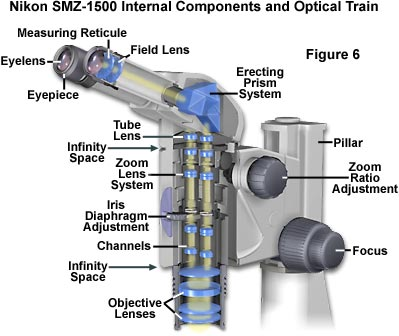 Nikon SMZ-1500 Internal Components and Optical Train
Measuring Reticule
Field Lens
Figure 6
Eyelens
Eyepiece
Erecting
Prism
System
Tube
Lens
Pillar
Infinity
Space
Zoom
Lens
System
Zoom
Ratio
Adjustment
Iris
Diaphragm
Adjustment
Channels
Focus
Infinity
Space
Objective
Lenses